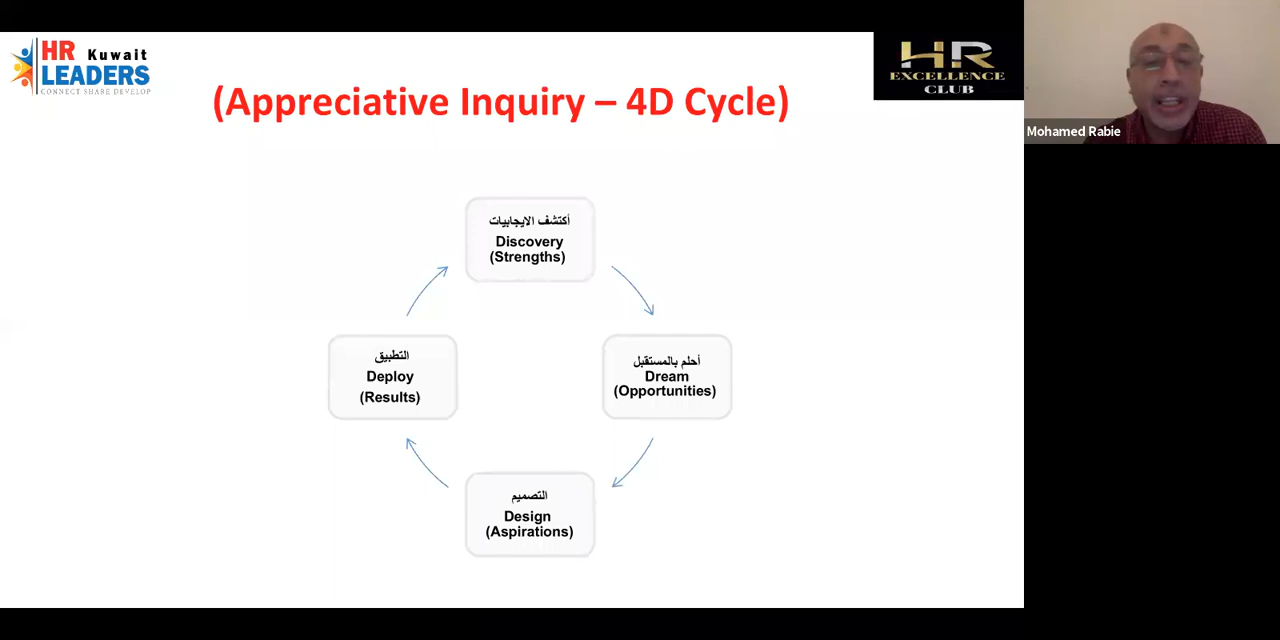 HR Kuwait
LEADERS
CONNECT SHARE DEVELOP
HR
EXCELLENCE
CLUB
(Appreciative Inquiry – 4D Cycle)
Mohamed Rabie
أكتشف الايجابيات
Discovery
(Strengths)
أحلم بالمستقبل
Dream
(Opportunities)
التصميم
Design
(Aspirations)
التطبيق
Deploy
(Results)